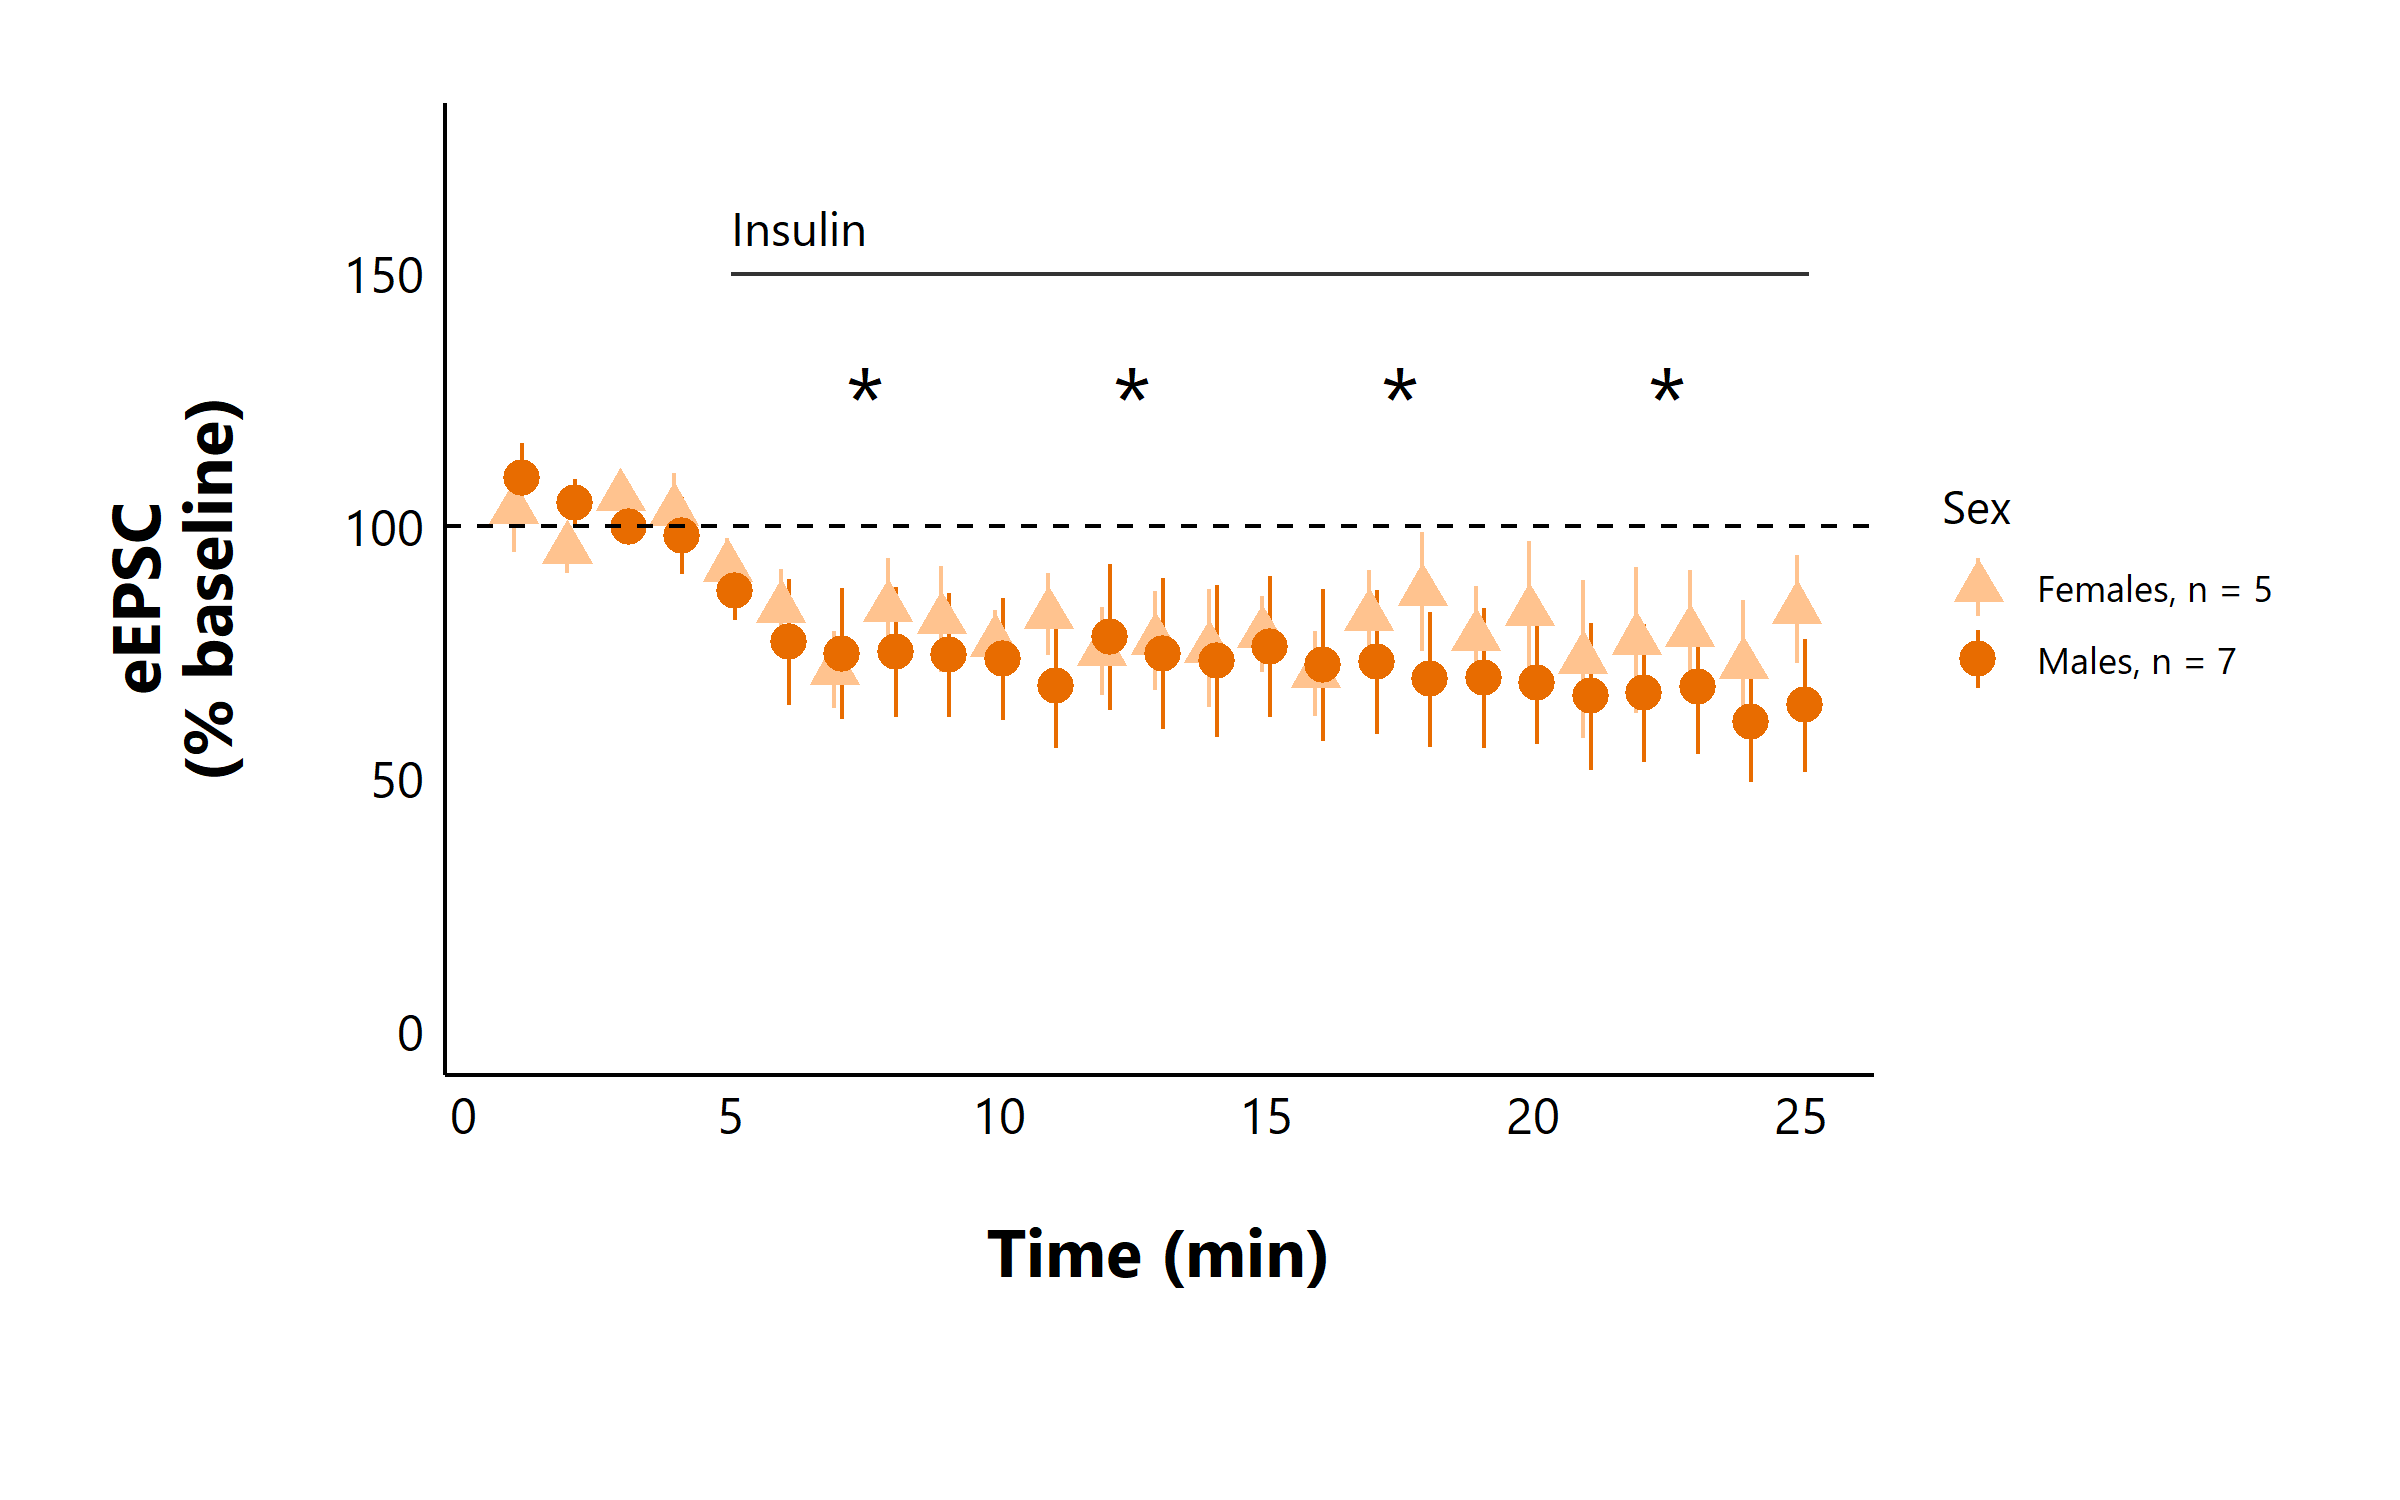 Insulin
150
* * * *
100
50
0
eEPSC
(% baseline)
0 5 10 15 20 25
Time (min)
Sex
Females, n = 5
Males, n = 7